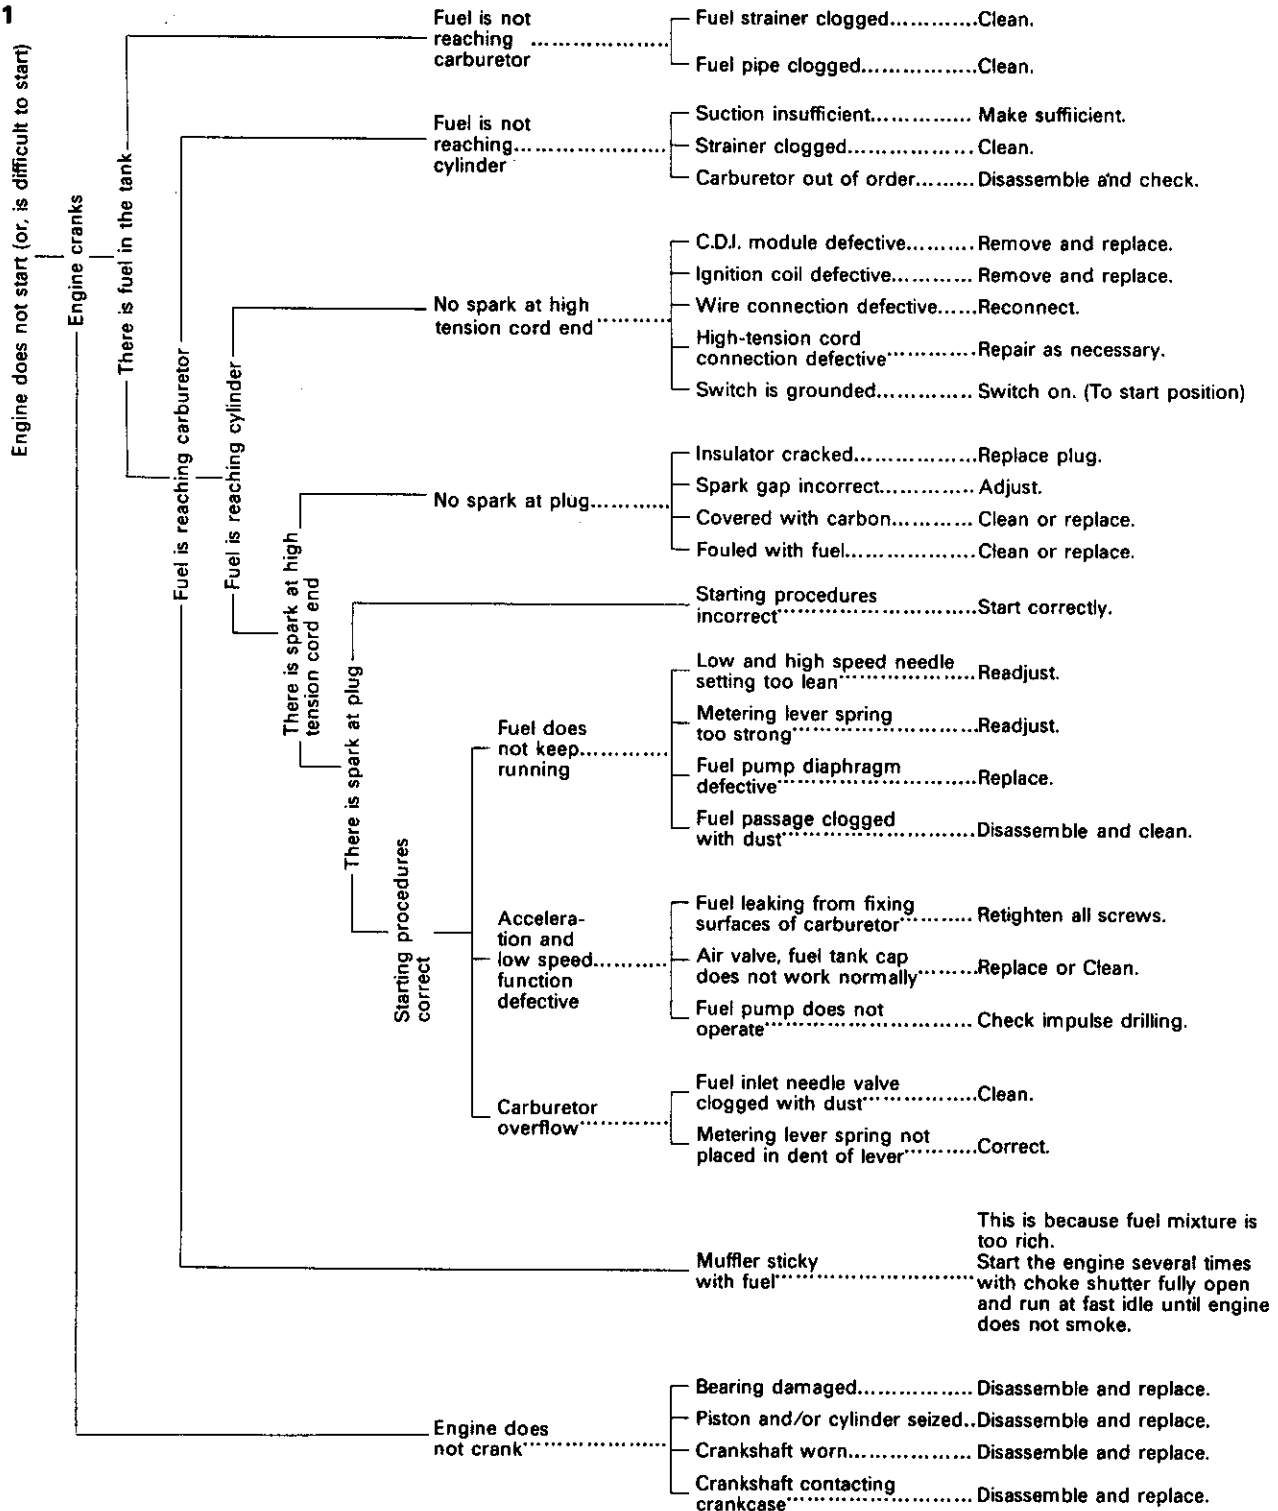 1
Engine does not start (or, is difficult to start)
Engine cranks
There is fuel in the tank
Fuel is not
reaching
carburetor
Fuel strainer clogged.............Clean.
Fuel pipe clogged.................Clean.
Fuel is reaching carburetor
Fuel is not
reaching
cylinder
Suction insufficient............... Make suffiicient.
Strainer clogged................... Clean.
Carburetor out of order......... Disassemble and check.
Fuel is reaching cylinder
No spark at high
tension cord end
C.D.I. module defective.......... Remove and replace.
Ignition coil defective............ Remove and replace.
Wire connection defective......Reconnect.
High-tension cord
connection defective.............Repair as necessary.
Switch is grounded............... Switch on. (To start position)
There is spark at high
tension cord end
No spark at plug
Insulator cracked..................Replace plug.
Spark gap incorrect............... Adjust.
Covered with carbon............ Clean or replace.
Fouled with fuel.................. Clean or replace.
There is spark at plug
Starting procedures
incorrect..............................Start correctly.
Starting procedures
correct
Fuel does
not keep
running
Low and high speed needle
setting too lean....................Readjust.
Metering lever spring
too strong............................Readjust.
Fuel pump diaphragm
defective..............................Replace.
Fuel passage clogged
with dust............................. Disassemble and clean.
Accelera-
tion and
low speed
function
defective
Fuel leaking from fixing
surfaces of carburetor........... Retighten all screws.
Air valve, fuel tank cap
does not work normally.........Replace or Clean.
Fuel pump does not
operate............................... Check impulse drilling.
Carburetor
overflow
Fuel inlet needle valve
clogged with dust.................Clean.
Metering lever spring not
placed in dent of lever...........Correct.
Muffler sticky
with fuel
This is because fuel mixture is
too rich.
Start the engine several times
with choke shutter fully open
and run at fast idle until engine
does not smoke.
Engine does
not crank
Bearing damaged.................. Disassemble and replace.
Piston and/or cylinder seized..Disassemble and replace.
Crankshaft worn................... Disassemble and replace.
Crankshaft contacting
crankcase............................ Disassemble and replace.